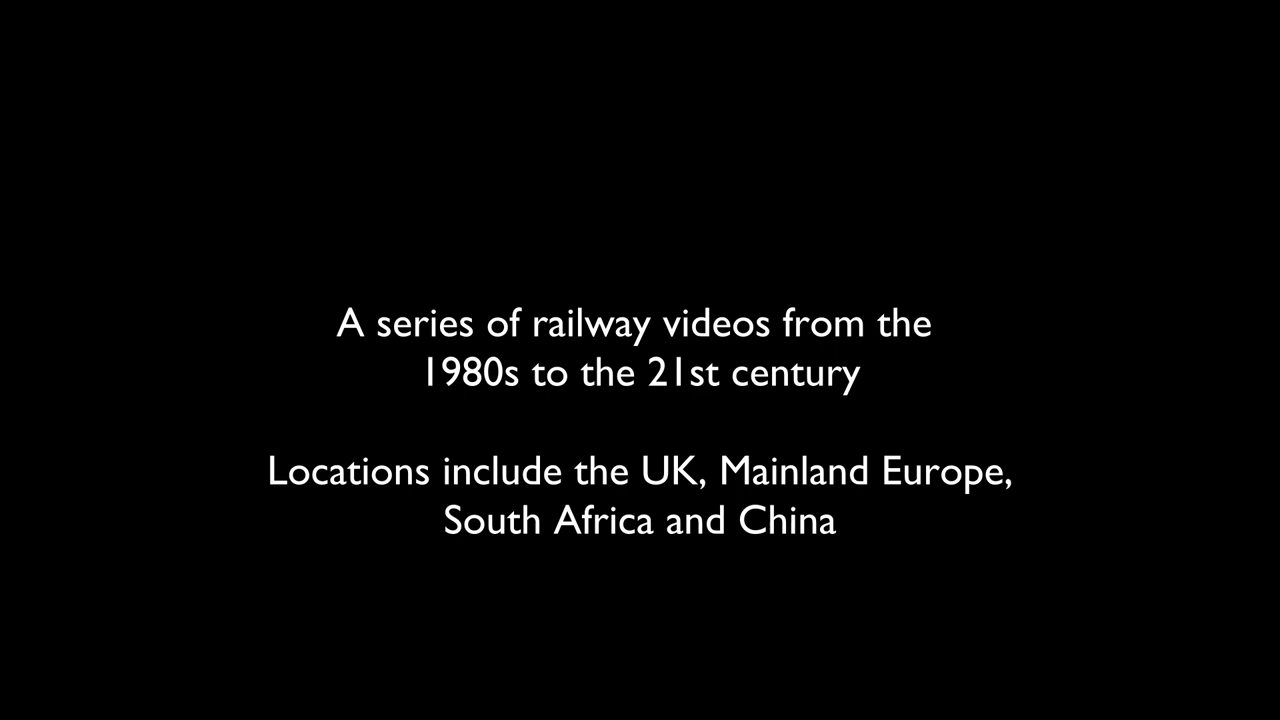 A series of railway videos from the
1980s to the 21st century
Locations include the UK, Mainland Europe,
South Africa and China